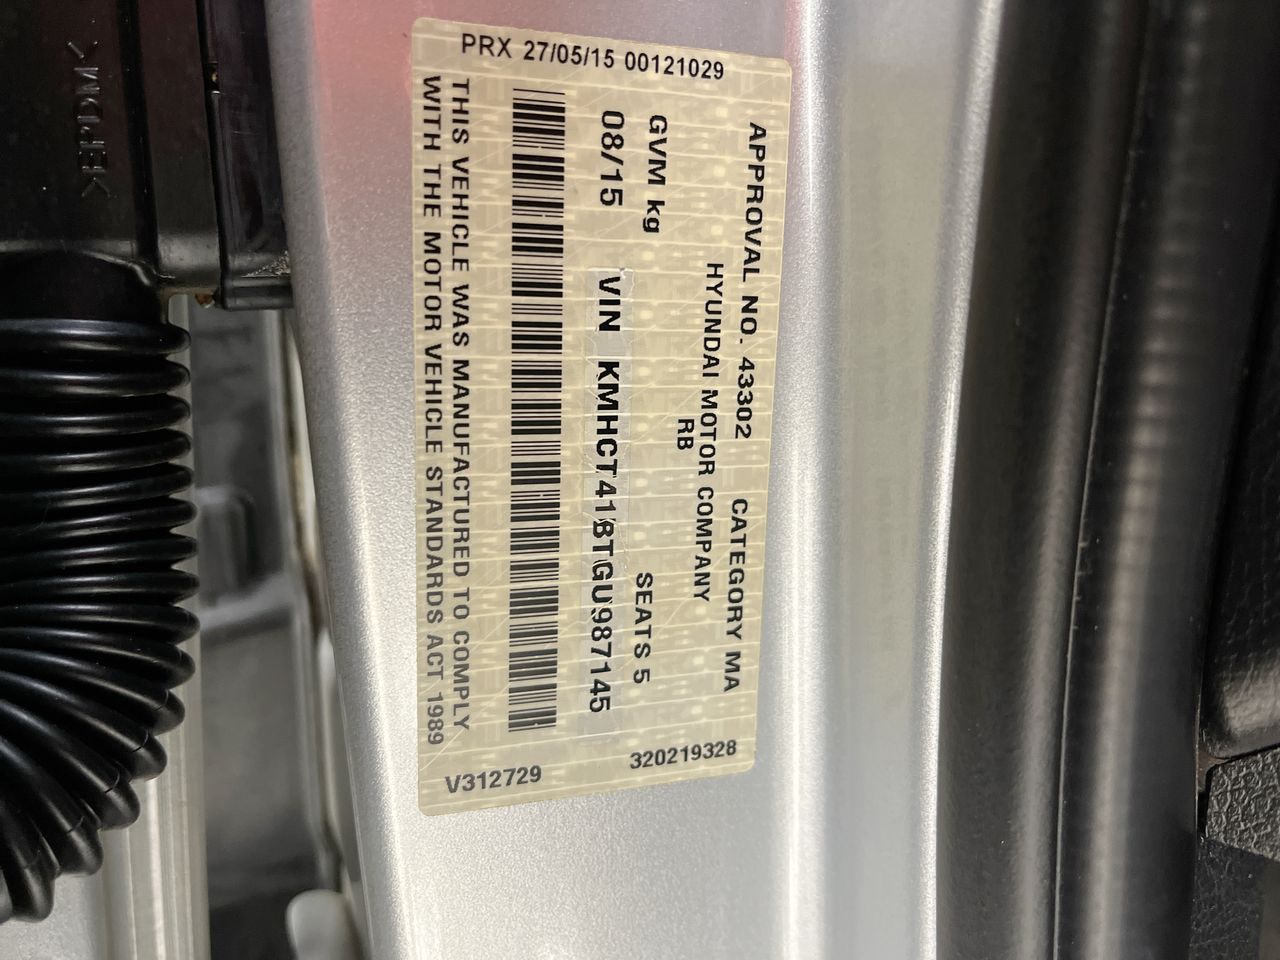 APPROVAL NO. 43302 CATEGORY MA
HYUNDAI MOTOR COMPANY
RB
GVM kg SEATS 5
08/15 VIN KMHCT41BTGU987145
THIS VEHICLE WAS MANUFACTURED TO COMPLY
WITH THE MOTOR VEHICLE STANDARDS ACT 1989
PRX 27/05/15 00121029
320219328
V312729